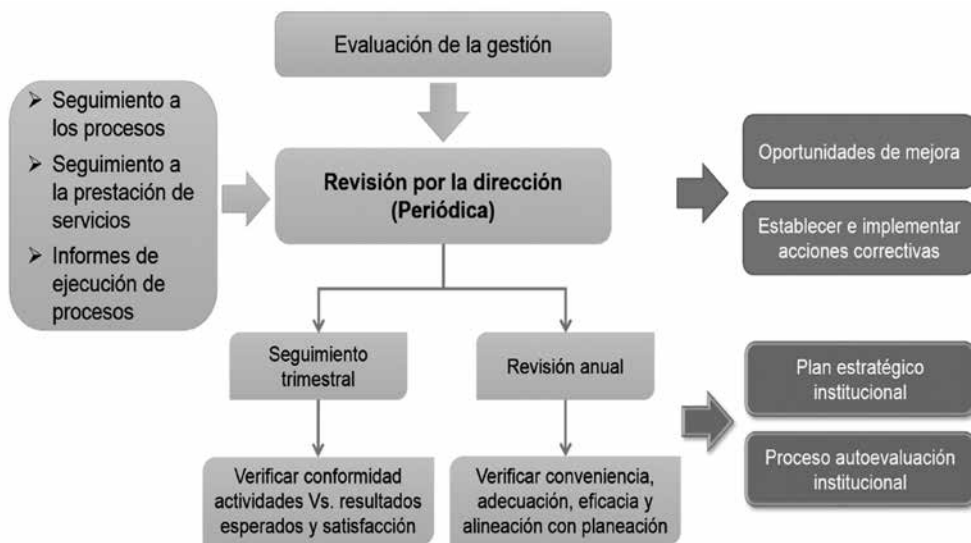 Evaluación de la gestión
➤ Seguimiento a
los procesos
➤ Seguimiento a
la prestación de
servicios
➤ Informes de
ejecución de
procesos
Revisión por la dirección
(Periódica)
Oportunidades de mejora
Establecer e implementar
acciones correctivas
Seguimiento
trimestral
Revisión anual
Plan estratégico
institucional
Proceso autoevaluación
institucional
Verificar conformidad
actividades Vs. resultados
esperados y satisfacción
Verificar conveniencia,
adecuación, eficacia y
alineación con planeación